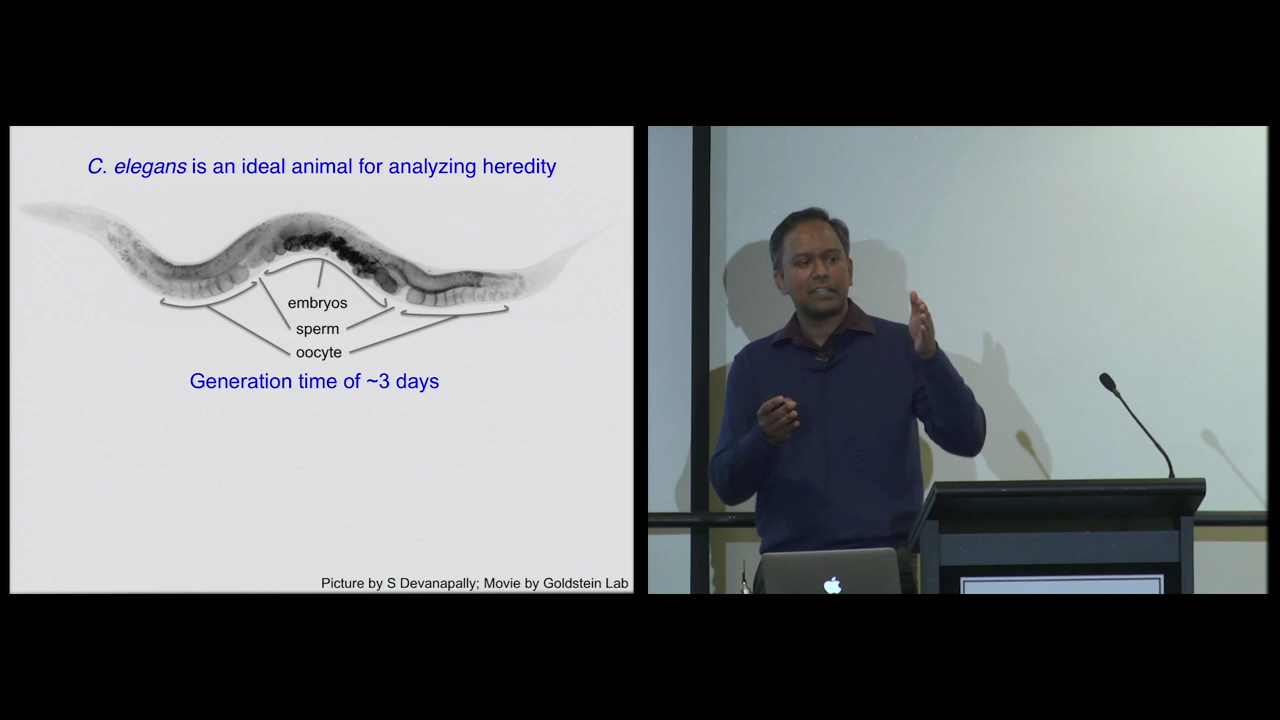 C. elegans is an ideal animal for analyzing heredity
embryos
sperm
oocyte
Generation time of ~3 days
Picture by S Devanapally; Movie by Goldstein Lab